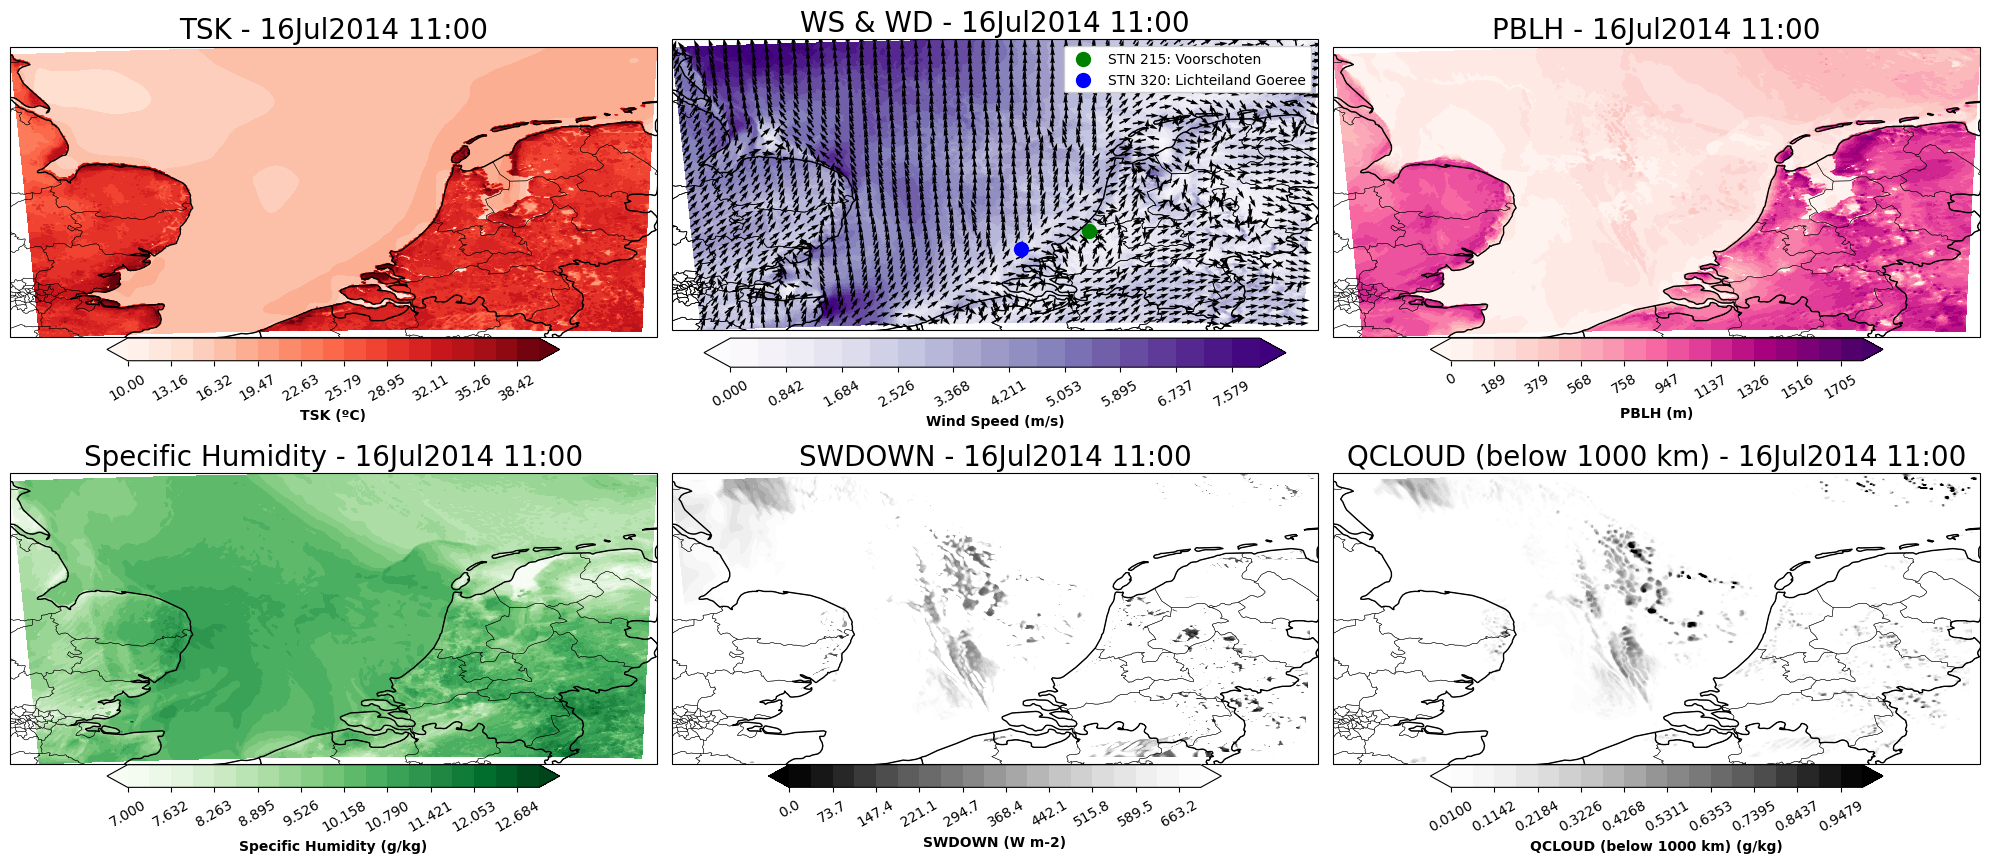 TSK - 16Jul2014 11:00
WS & WD - 16Jul2014 11:00
PBLH - 16Jul2014 11:00
STN 215: Voorschoten
STN 320: Lichteiland Goeree
10.00 13.16 16.32 19.47 22.63 25.79 28.95 32.11 35.26 38.42
TSK (ºC)
0.000 0.842 1.684 2.526 3.368 4.211 5.053 5.895 6.737 7.579
Wind Speed (m/s)
0 189 379 568 758 947 1137 1326 1516 1705
PBLH (m)
Specific Humidity - 16Jul2014 11:00
SWDOWN - 16Jul2014 11:00
QCLOUD (below 1000 km) - 16Jul2014 11:00
7.000 7.632 8.263 8.895 9.526 10.158 10.790 11.421 12.053 12.684
Specific Humidity (g/kg)
0.0 73.7 147.4 221.1 294.7 368.4 442.1 515.8 589.5 663.2
SWDOWN (W m-2)
0.0100 0.1142 0.2184 0.3226 0.4268 0.5311 0.6353 0.7395 0.8437 0.9479
QCLOUD (below 1000 km) (g/kg)